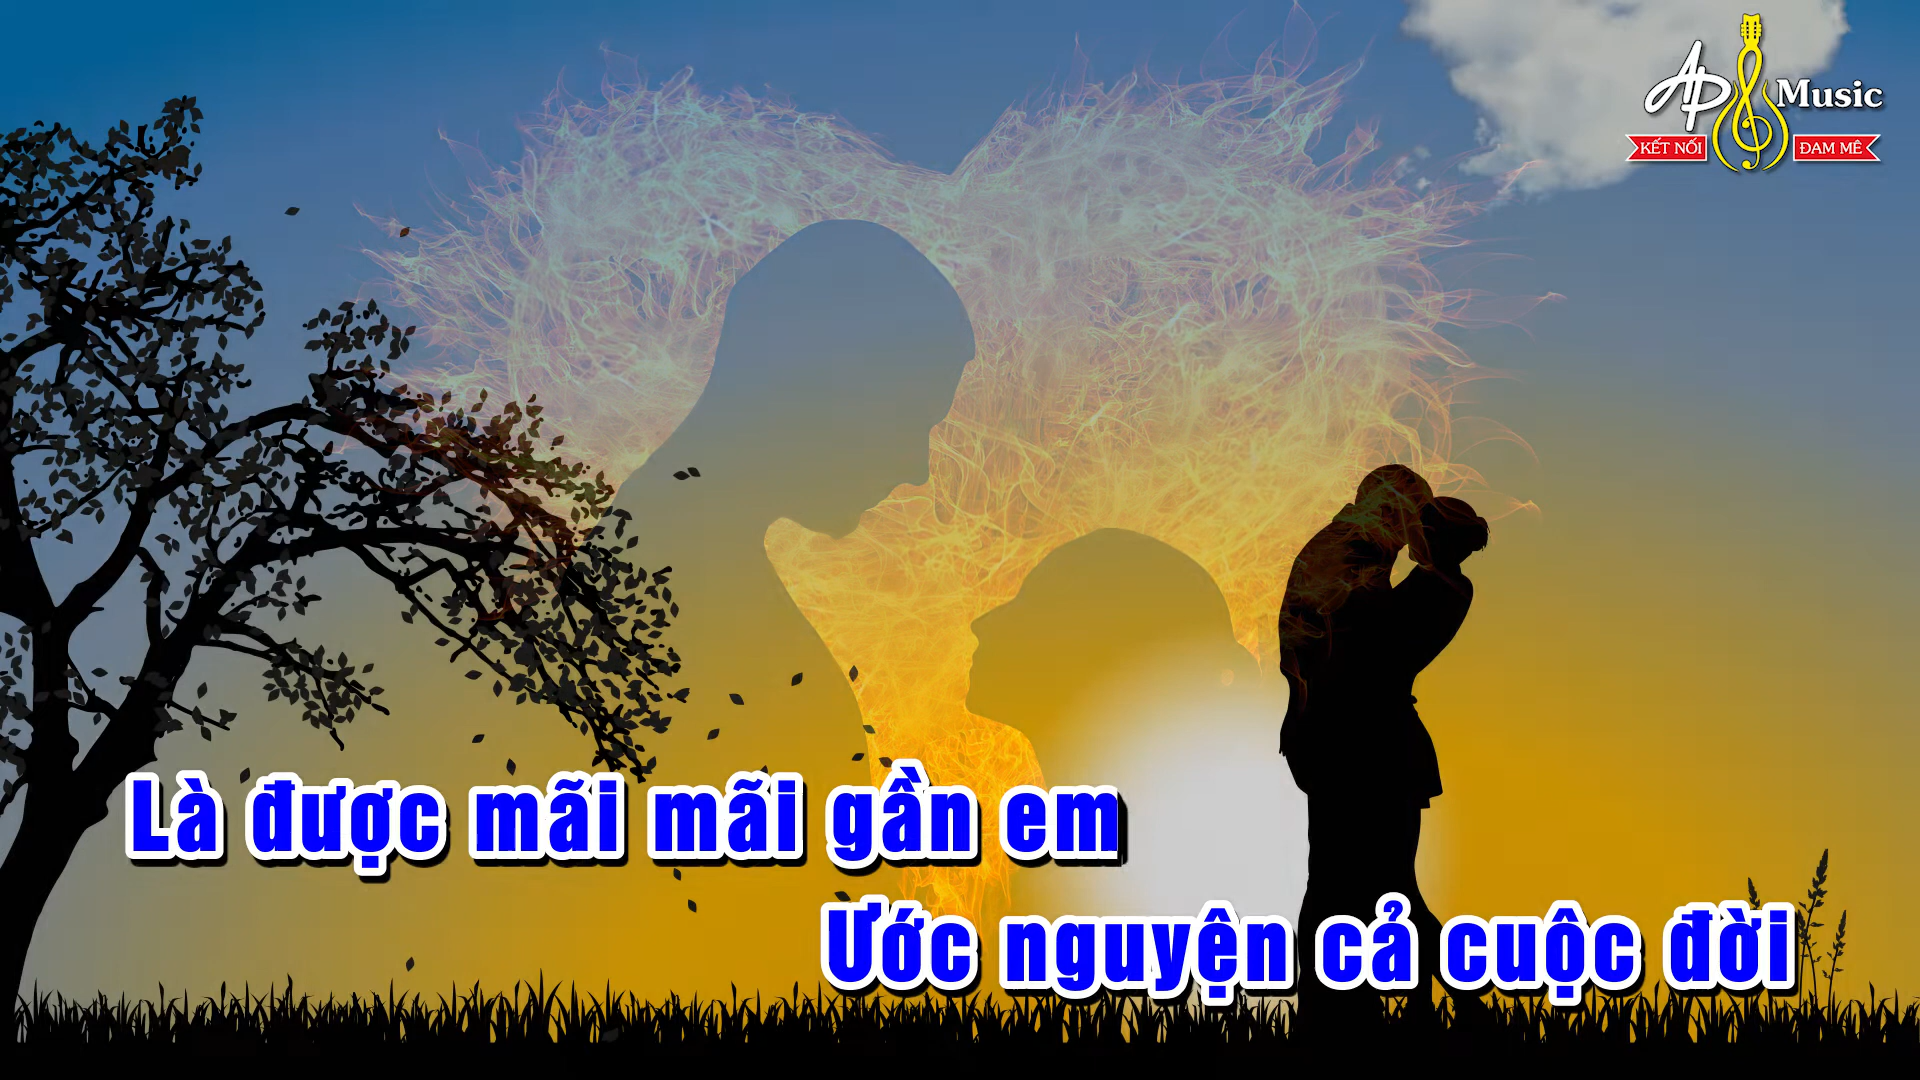 AP Music
KẾT NỐI ĐAM MÊ
Là được mãi mãi gần em
Ước nguyện cả cuộc đời